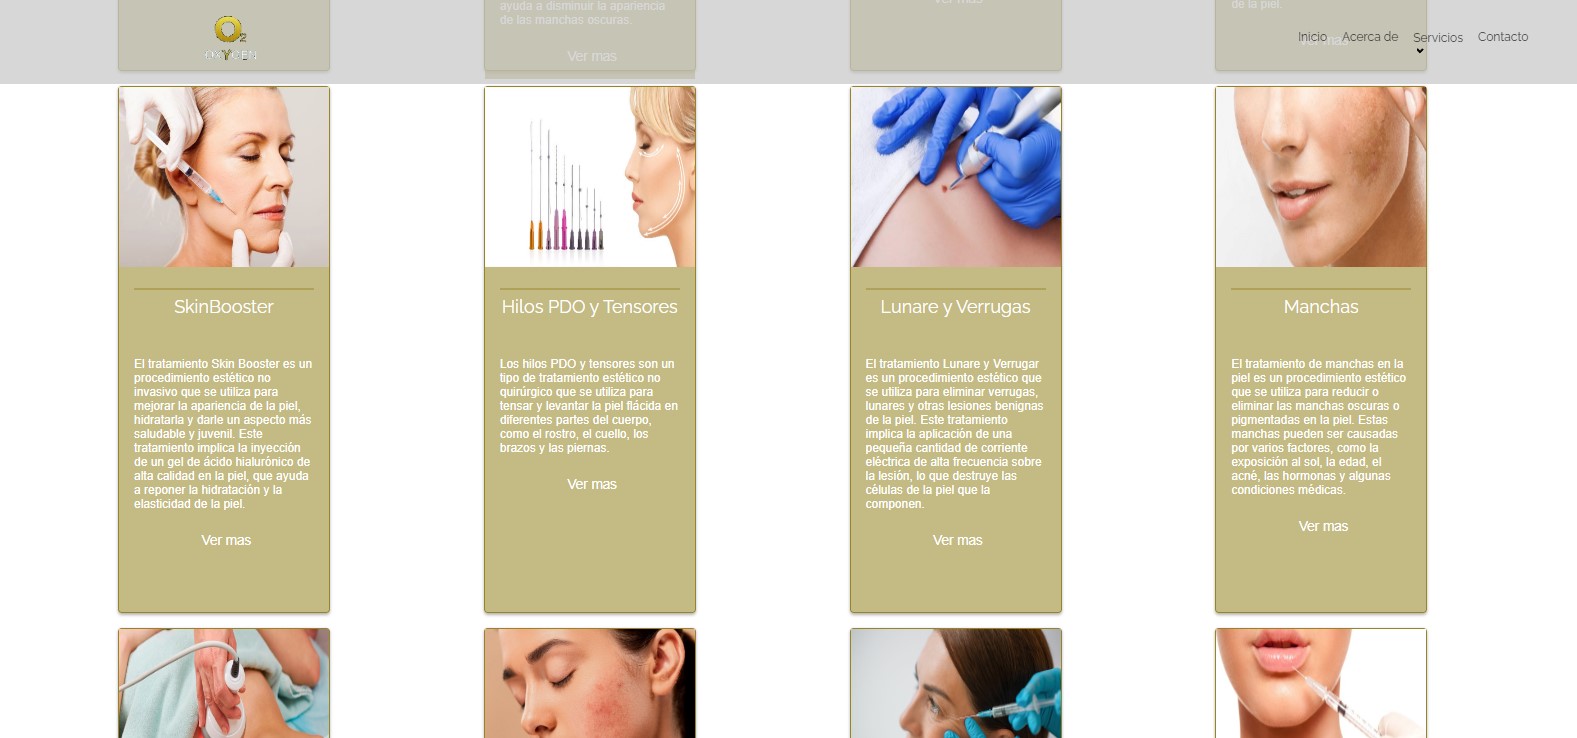 ayuda a disminuir la apariencia
de las manchas oscuras.
Ver mas
Ver mas
de la piel.
Ver mas
O2
OXYGEN
Inicio
Acerca de
Servicios
Contacto
SkinBooster
El tratamiento Skin Booster es un
procedimiento estético no
invasivo que se utiliza para
mejorar la apariencia de la piel,
hidratarla y darle un aspecto más
saludable y juvenil. Este
tratamiento implica la inyección
de un gel de ácido hialurónico de
alta calidad en la piel, que ayuda
a reponer la hidratación y la
elasticidad de la piel.
Ver mas
Hilos PDO y Tensores
Los hilos PDO y tensores son un
tipo de tratamiento estético no
quirúrgico que se utiliza para
tensar y levantar la piel flácida en
diferentes partes del cuerpo,
como el rostro, el cuello, los
brazos y las piernas.
Ver mas
Lunare y Verrugas
El tratamiento Lunare y Verrugar
es un procedimiento estético que
se utiliza para eliminar verrugas,
lunares y otras lesiones benignas
de la piel. Este tratamiento
implica la aplicación de una
pequeña cantidad de corriente
eléctrica de alta frecuencia sobre
la lesión, lo que destruye las
células de la piel que la
componen.
Ver mas
Manchas
El tratamiento de manchas en la
piel es un procedimiento estético
que se utiliza para reducir o
eliminar las manchas oscuras o
pigmentadas en la piel. Estas
manchas pueden ser causadas
por varios factores, como la
exposición al sol, la edad, el
acné, las hormonas y algunas
condiciones médicas.
Ver mas